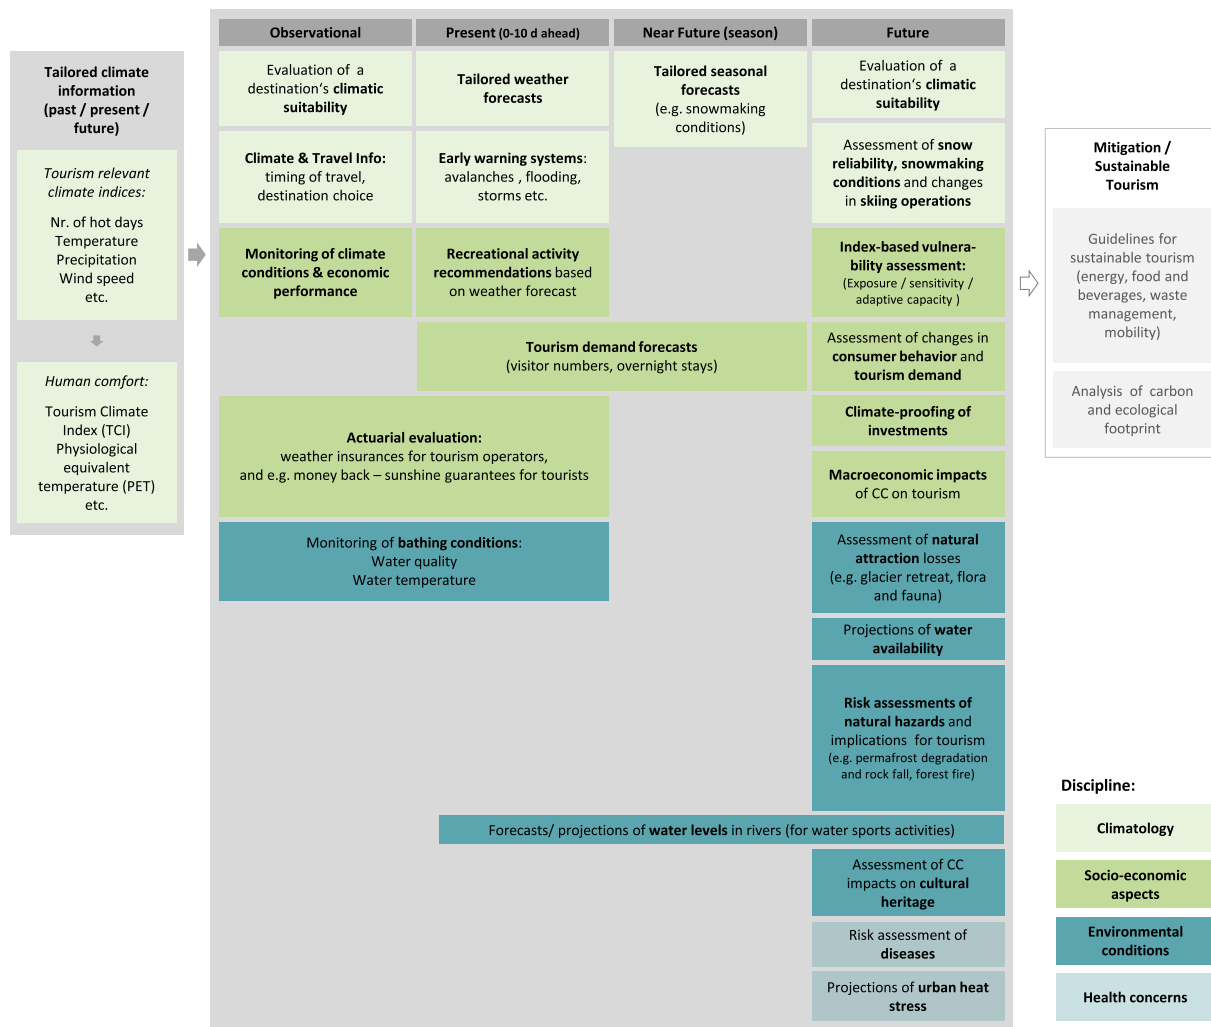 Tailored climate
information
(past / present /
future)
Tourism relevant
climate indices:
Nr. of hot days
Temperature
Precipitation
Wind speed
etc.
Human comfort:
Tourism Climate
Index (TCI)
Physiological
equivalent
temperature (PET)
etc.
Observational
Evaluation of a
destination‘s climatic
suitability
Climate & Travel Info:
timing of travel,
destination choice
Monitoring of climate
conditions & economic
performance
Present (0-10 d ahead)
Tailored weather
forecasts
Early warning systems:
avalanches , flooding,
storms etc.
Recreational activity
recommendations based
on weather forecast
Near Future (season)
Tailored seasonal
forecasts
(e.g. snowmaking
conditions)
Tourism demand forecasts
(visitor numbers, overnight stays)
Actuarial evaluation:
weather insurances for tourism operators,
and e.g. money back – sunshine guarantees for tourists
Monitoring of bathing conditions:
Water quality
Water temperature
Future
Evaluation of a
destination‘s climatic
suitability
Assessment of snow
reliability, snowmaking
conditions and changes
in skiing operations
Index-based vulnera-
bility assessment:
(Exposure / sensitivity /
adaptive capacity )
Assessment of changes in
consumer behavior and
tourism demand
Climate-proofing of
investments
Macroeconomic impacts
of CC on tourism
Assessment of natural
attraction losses
(e.g. glacier retreat, flora
and fauna)
Projections of water
availability
Risk assessments of
natural hazards and
implications for tourism
(e.g. permafrost degradation
and rock fall, forest fire)
Forecasts/ projections of water levels in rivers (for water sports activities)
Assessment of CC
impacts on cultural
heritage
Risk assessment of
diseases
Projections of urban heat
stress
Mitigation /
Sustainable
Tourism
Guidelines for
sustainable tourism
(energy, food and
beverages, waste
management,
mobility)
Analysis of carbon
and ecological
footprint
Discipline:
Climatology
Socio-economic
aspects
Environmental
conditions
Health concerns